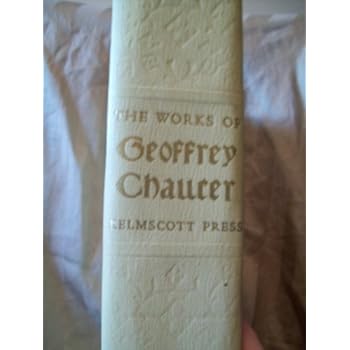 THE WORKS OF
Geoffrey
Chaucer
KELMSCOTT PRESS